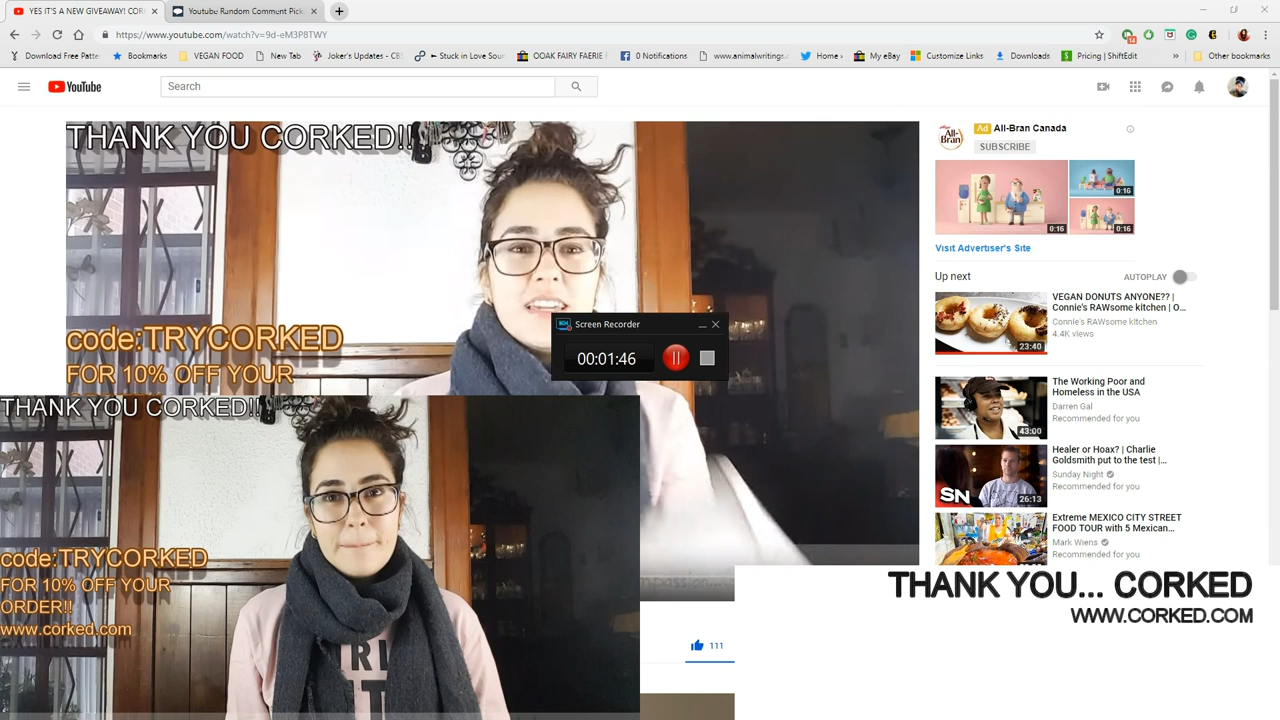 YES IT'S A NEW GIVEAWAY! CORK
Youtube Random Comment Pick
https://www.youtube.com/watch?v=9d-eM3P8TWY
14
Download Free Patte
Bookmarks
VEGAN FOOD
New Tab
Joker's Updates - CBS
Stuck in Love Sou
OOAK FAIRY FAERIE F
0 Notifications
www.animalwritings.
Home
My eBay
Customize Links
Downloads
Pricing | ShiftEdit
»
Other bookmarks
YouTube
Search
THANK YOU CORKED!!
code:TRYCORKED
FOR 10% OFF YOUR
Screen Recorder
00:01:46
All-Bran
Ad All-Bran Canada
SUBSCRIBE
0:16
0:16
0:16
Visit Advertiser's Site
Up next
AUTOPLAY
VEGAN DONUTS ANYONE?? |
Connie's RAWsome kitchen | O...
Connie's RAWsome kitchen
4.4K views
23:40
The Working Poor and
Homeless in the USA
Darren Gal
Recommended for you
43:00
Healer or Hoax? | Charlie
Goldsmith put to the test |...
Sunday Night
Recommended for you
SN
26:13
Extreme MEXICO CITY STREET
FOOD TOUR with 5 Mexican...
Mark Wiens
Recommended for you
THANK YOU CORKED!!
code:TRYCORKED
FOR 10% OFF YOUR
ORDER!!
www.corked.com
THANK YOU... CORKED
WWW.CORKED.COM
111